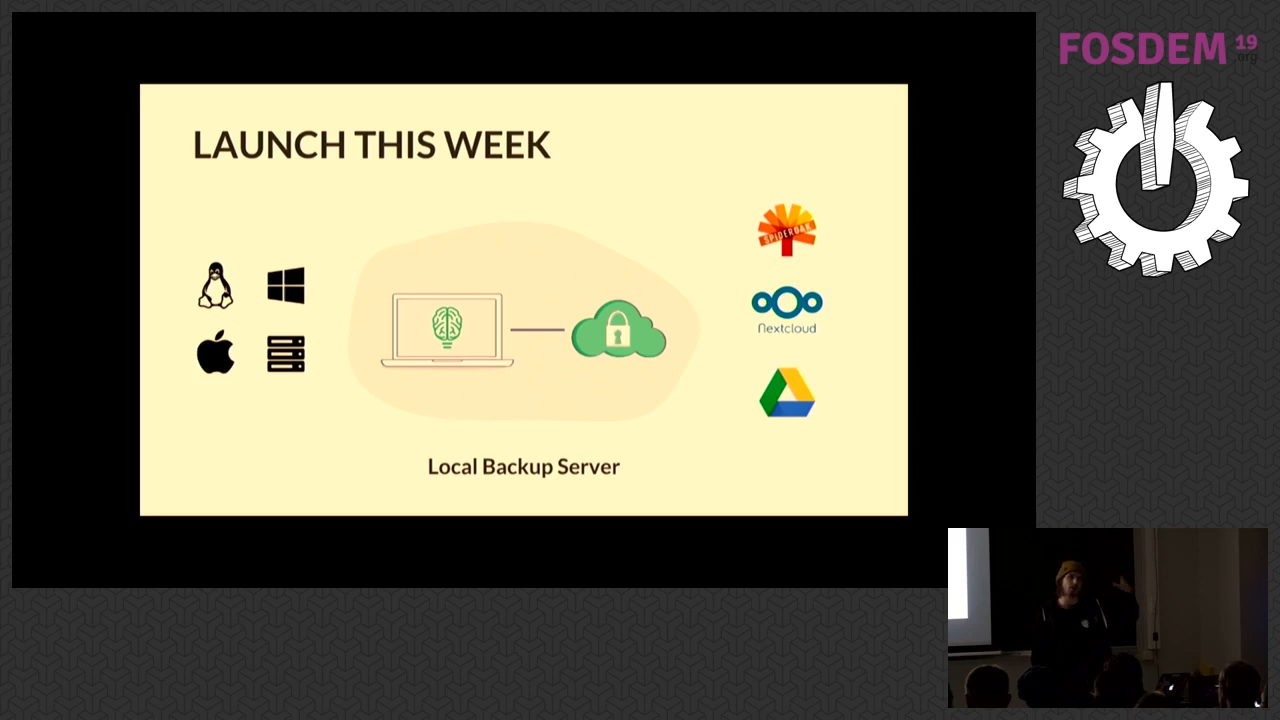 FOSDEM 19
.org
LAUNCH THIS WEEK
SPIDEROAK
Nextcloud
Local Backup Server